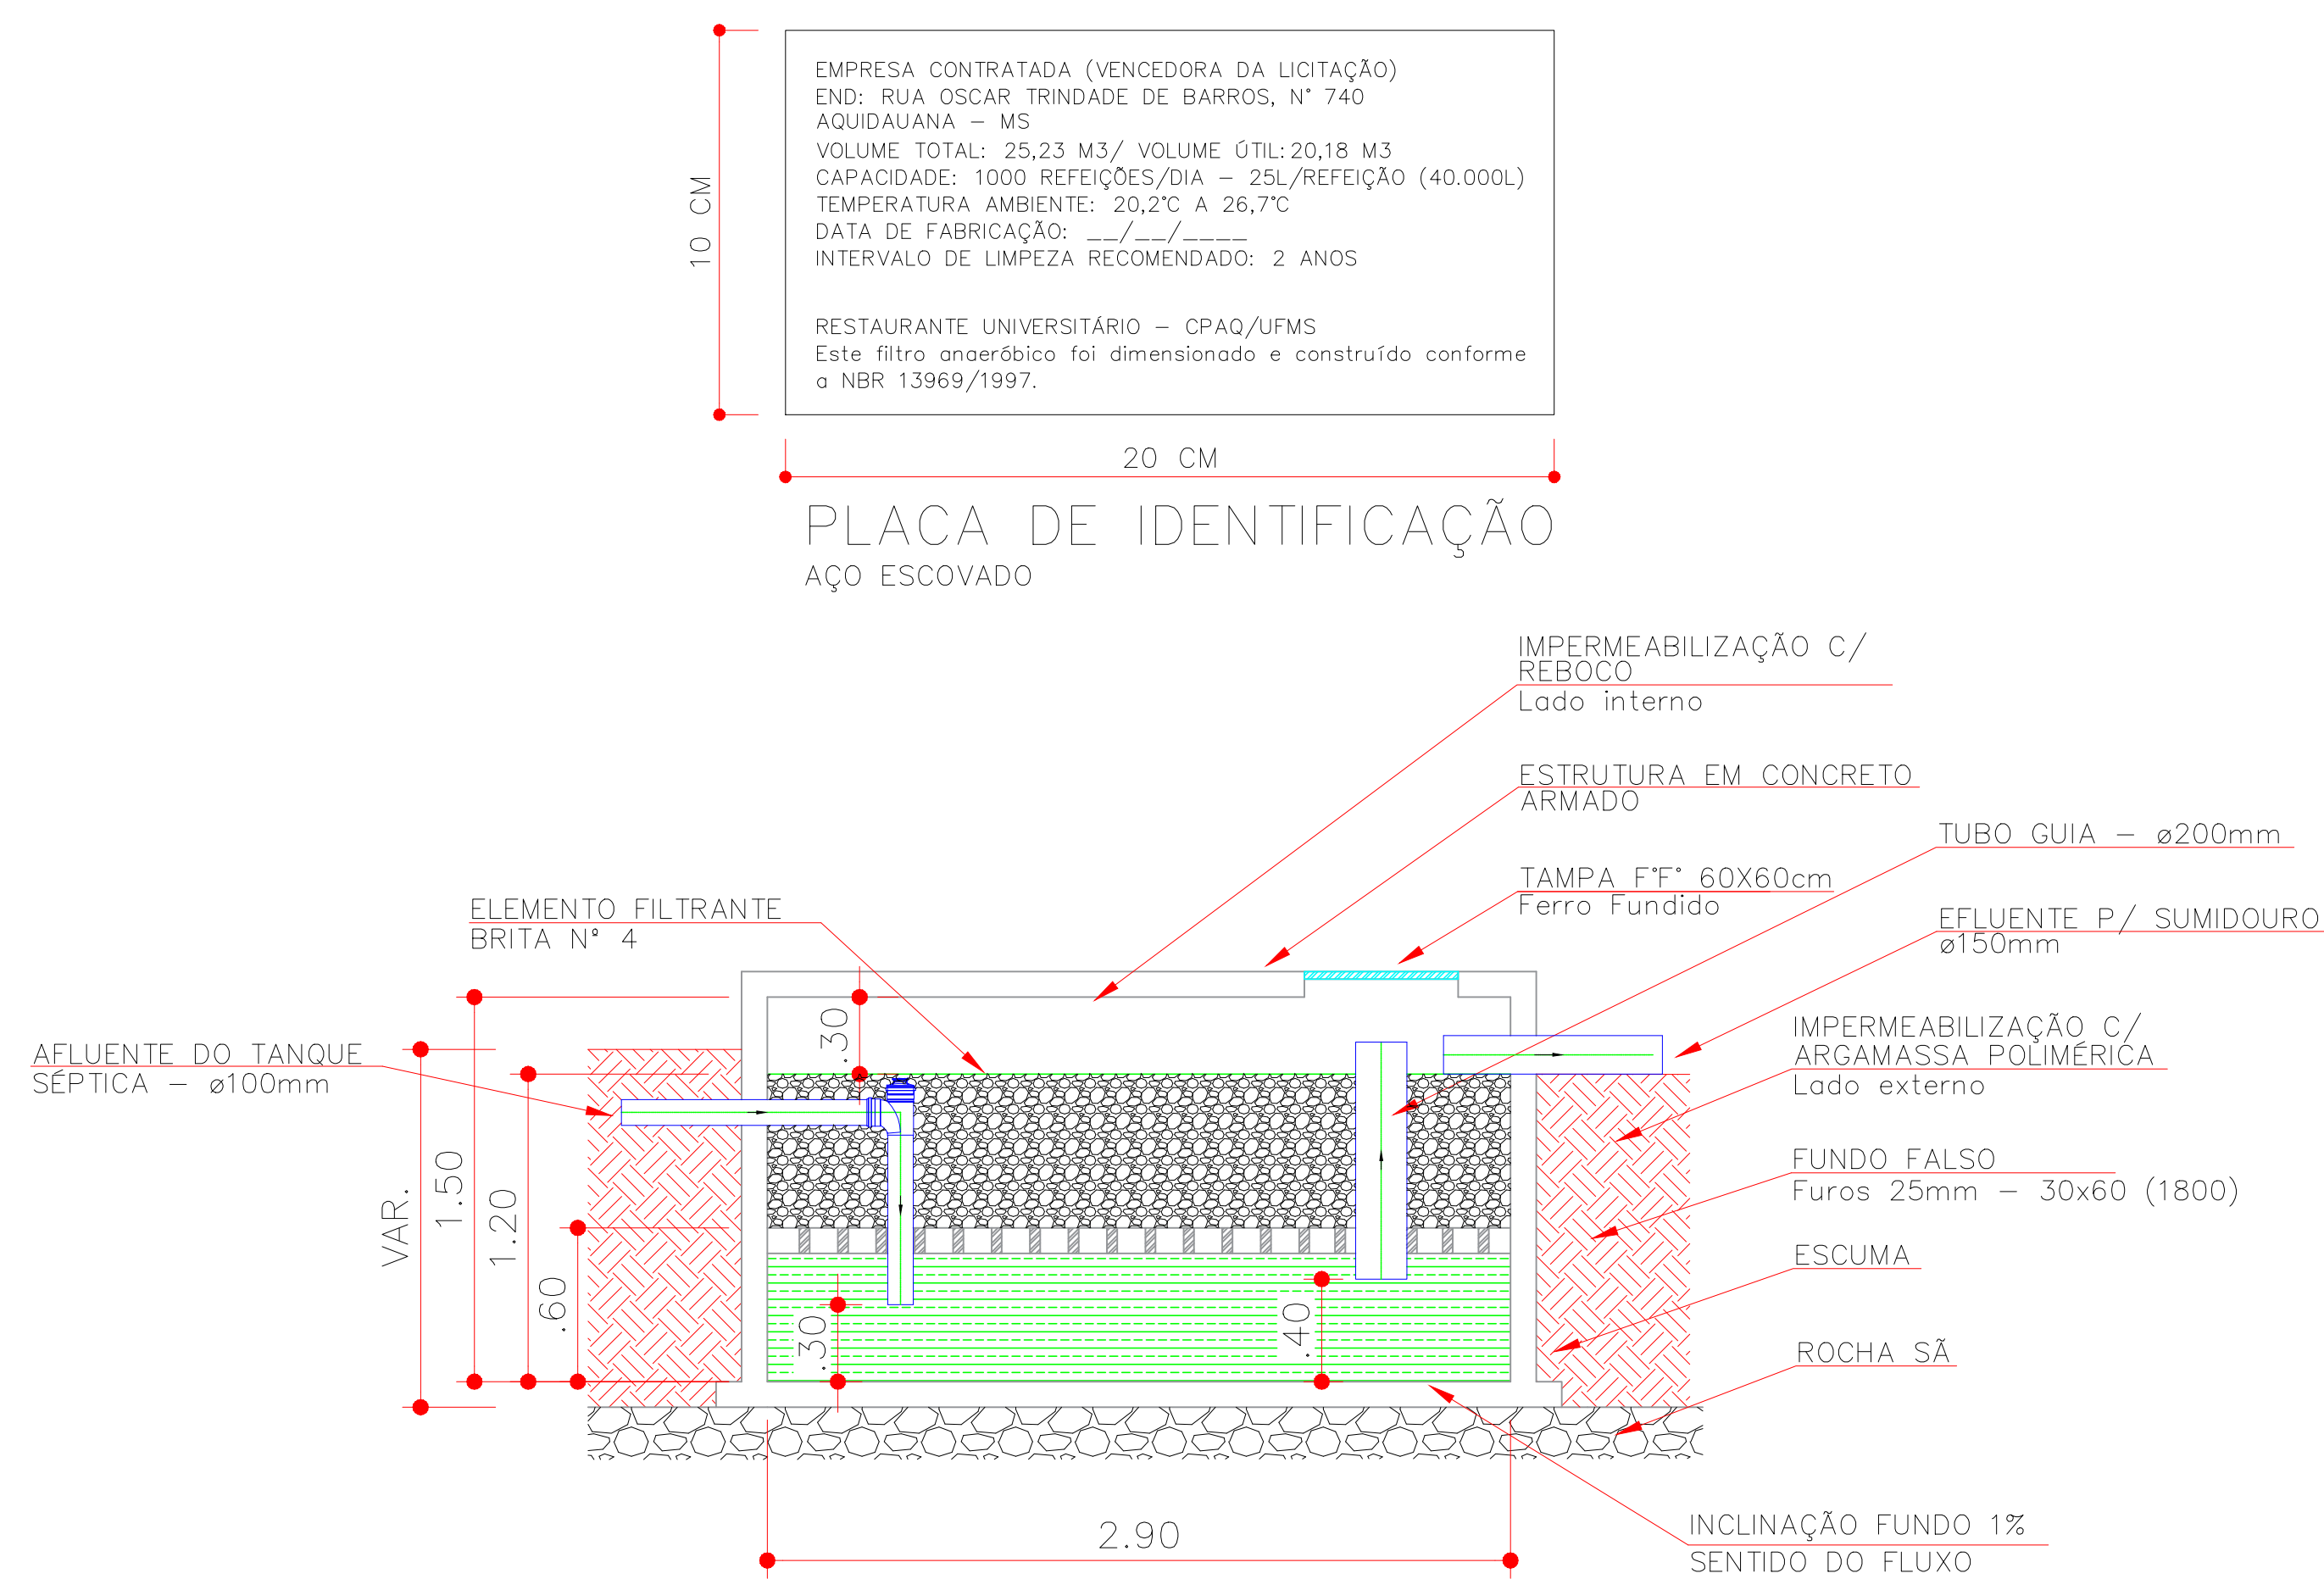 EMPRESA CONTRATADA (VENCEDORA DA LICITAÇÃO)
END: RUA OSCAR TRINDADE DE BARROS, N° 740
AQUIDAUANA – MS
VOLUME TOTAL: 25,23 M3/ VOLUME ÚTIL:20,18 M3
CAPACIDADE: 1000 REFEIÇÕES/DIA – 25L/REFEIÇÃO (40.000L)
TEMPERATURA AMBIENTE: 20,2°C A 26,7°C
DATA DE FABRICAÇÃO: __/__/____
INTERVALO DE LIMPEZA RECOMENDADO: 2 ANOS
RESTAURANTE UNIVERSITÁRIO – CPAQ/UFMS
Este filtro anaeróbico foi dimensionado e construído conforme
a NBR 13969/1997.
10 CM
20 CM
PLACA DE IDENTIFICAÇÃO
AÇO ESCOVADO
IMPERMEABILIZAÇÃO C/
REBOCO
Lado interno
ESTRUTURA EM CONCRETO
ARMADO
TUBO GUIA – ø200mm
TAMPA F°F° 60X60cm
Ferro Fundido
ELEMENTO FILTRANTE
BRITA Nº 4
EFLUENTE P/ SUMIDOURO
ø150mm
IMPERMEABILIZAÇÃO C/
ARGAMASSA POLIMÉRICA
Lado externo
AFLUENTE DO TANQUE
SÉPTICA – ø100mm
FUNDO FALSO
Furos 25mm – 30x60 (1800)
ESCUMA
ROCHA SÃ
VAR.
1.50
1.20
.60
.30
.30
.40
2.90
INCLINAÇÃO FUNDO 1%
SENTIDO DO FLUXO